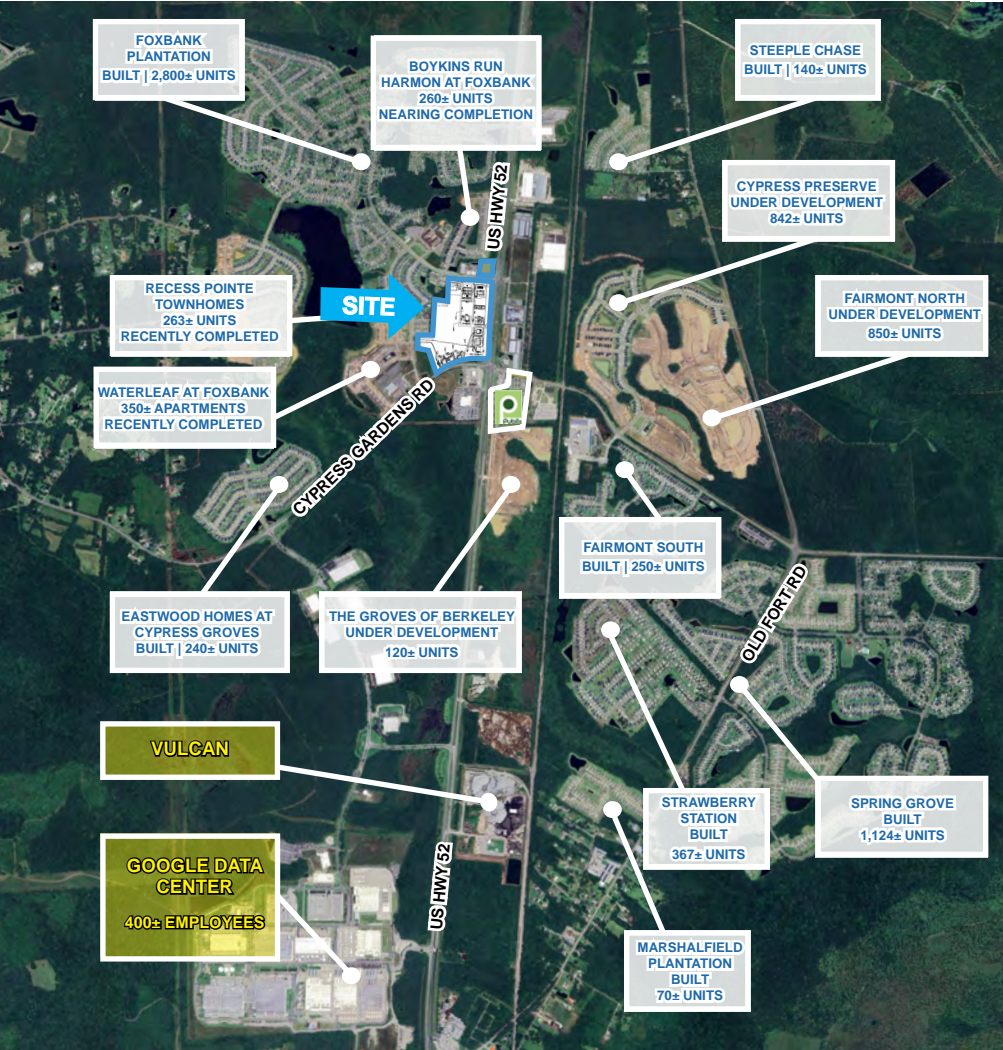 FOXBANK
PLANTATION
BUILT | 2,800± UNITS
BOYKINS RUN
HARMON AT FOXBANK
260± UNITS
NEARING COMPLETION
STEEPLE CHASE
BUILT | 140± UNITS
US HWY 52
CYPRESS PRESERVE
UNDER DEVELOPMENT
842± UNITS
RECESS POINTE
TOWNHOMES
263± UNITS
RECENTLY COMPLETED
SITE
FAIRMONT NORTH
UNDER DEVELOPMENT
850± UNITS
WATERLEAF AT FOXBANK
350± APARTMENTS
RECENTLY COMPLETED
CYPRESS GARDENS RD
FAIRMONT SOUTH
BUILT | 250± UNITS
EASTWOOD HOMES AT
CYPRESS GROVES
BUILT | 240± UNITS
THE GROVES OF BERKELEY
UNDER DEVELOPMENT
120± UNITS
OLD FORT RD
VULCAN
STRAWBERRY
STATION
BUILT
367± UNITS
SPRING GROVE
BUILT
1,124± UNITS
GOOGLE DATA
CENTER
400± EMPLOYEES
US HWY 52
MARSHALFIELD
PLANTATION
BUILT
70± UNITS